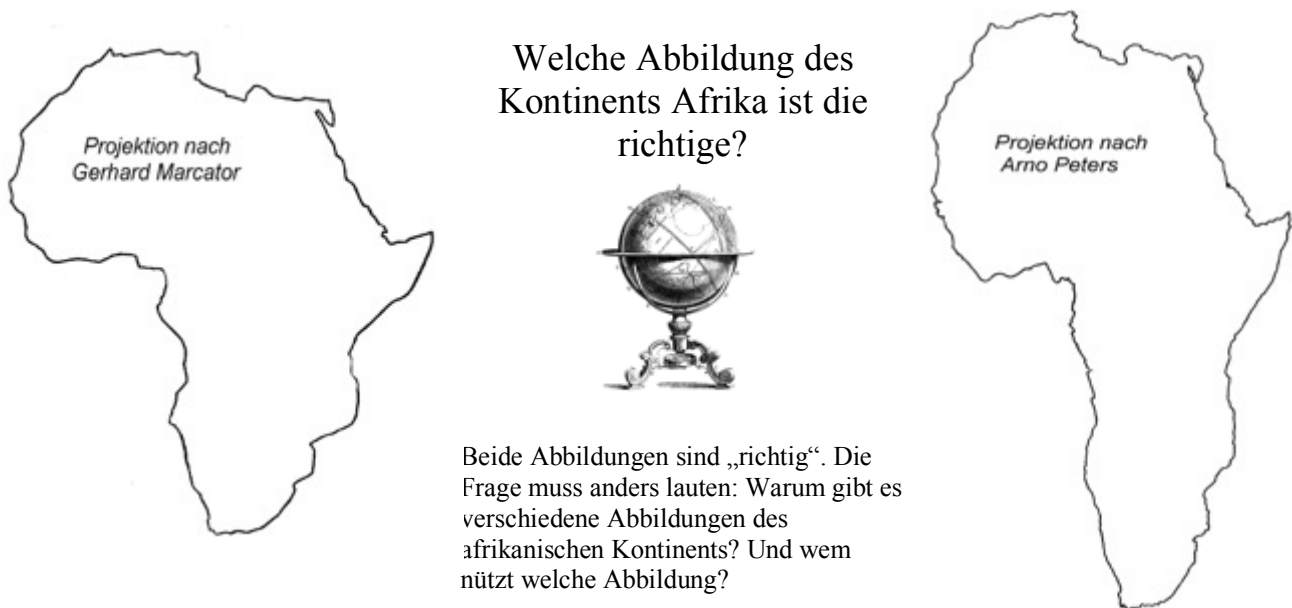 Projektion nach
Gerhard Marcator
Welche Abbildung des
Kontinents Afrika ist die
richtige?
Projektion nach
Arno Peters
Beide Abbildungen sind „richtig“. Die
Frage muss anders lauten: Warum gibt es
verschiedene Abbildungen des
afrikanischen Kontinents? Und wem
nützt welche Abbildung?